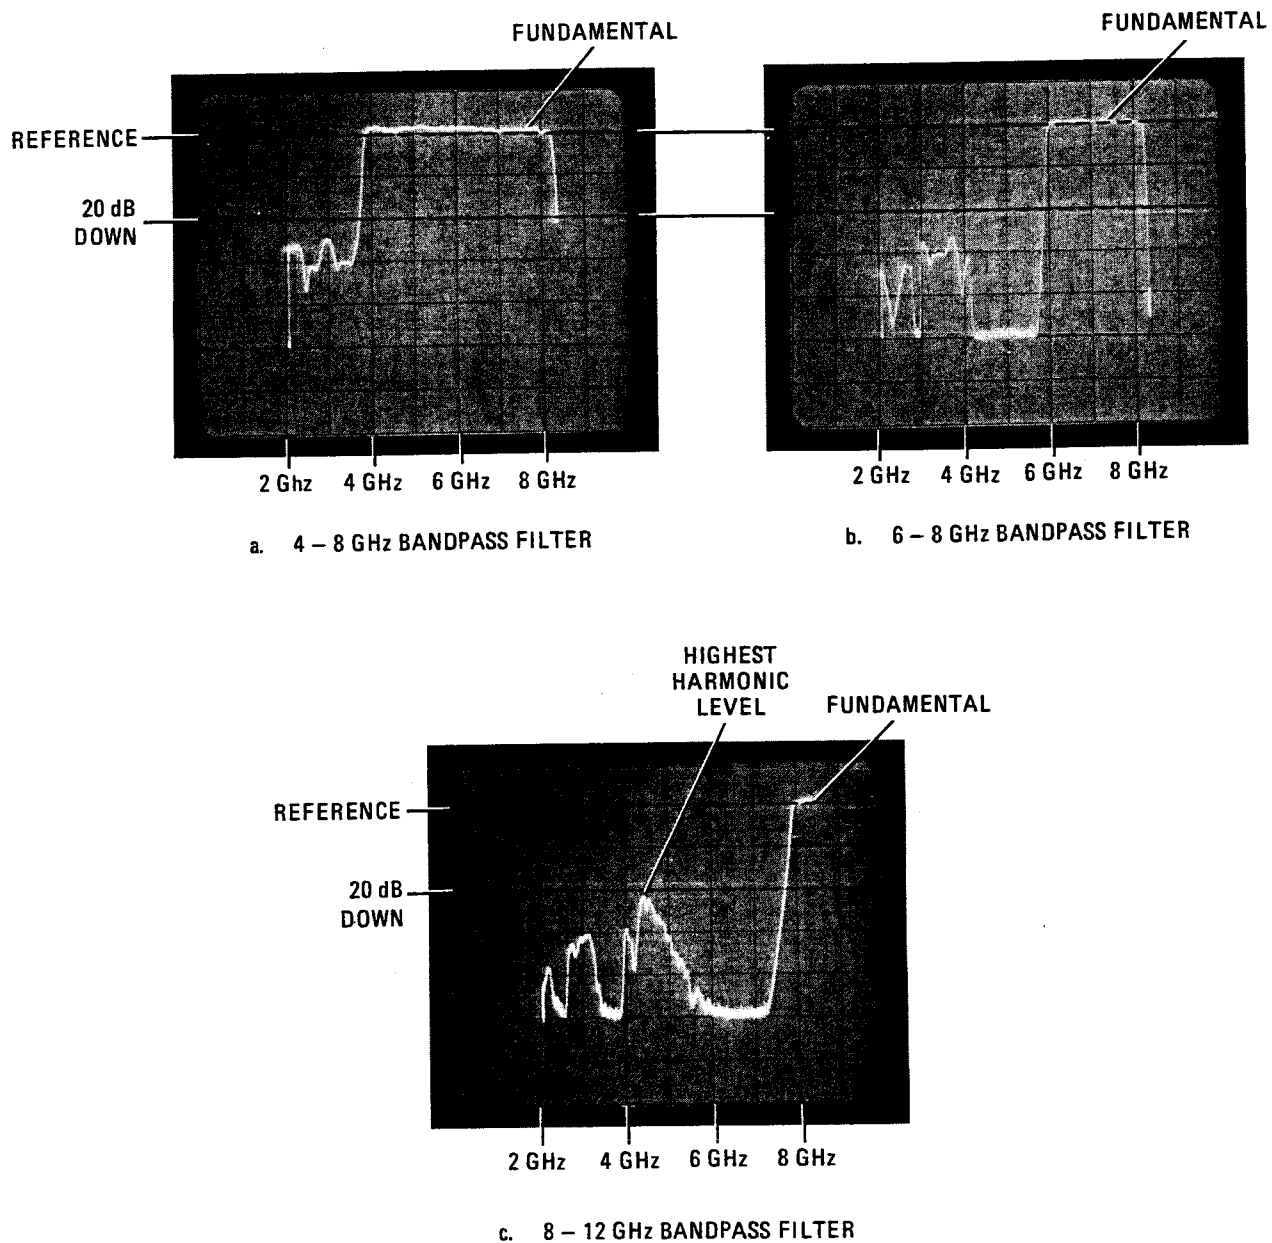 FUNDAMENTAL
FUNDAMENTAL
REFERENCE
20 dB
DOWN
2 Ghz 4 GHz 6 GHz 8 GHz
2 GHz 4 GHz 6 GHz 8 GHz
a. 4 – 8 GHz BANDPASS FILTER
b. 6 – 8 GHz BANDPASS FILTER
HIGHEST
HARMONIC
LEVEL
FUNDAMENTAL
REFERENCE
20 dB
DOWN
2 GHz 4 GHz 6 GHz 8 GHz
c. 8 – 12 GHz BANDPASS FILTER